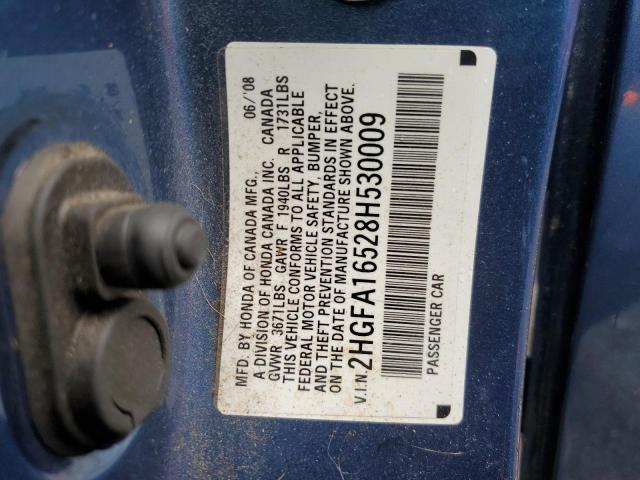 MFD. BY HONDA OF CANADA MFG., 06/'08
A DIVISION OF HONDA CANADA INC. CANADA
GVWR 3671LBS GAWR F 1940LBS R 1731LBS
THIS VEHICLE CONFORMS TO ALL APPLICABLE
FEDERAL MOTOR VEHICLE SAFETY, BUMPER,
AND THEFT PREVENTION STANDARDS IN EFFECT
ON THE DATE OF MANUFACTURE SHOWN ABOVE.
V.I.N. 2HGFA16528H530009
PASSENGER CAR